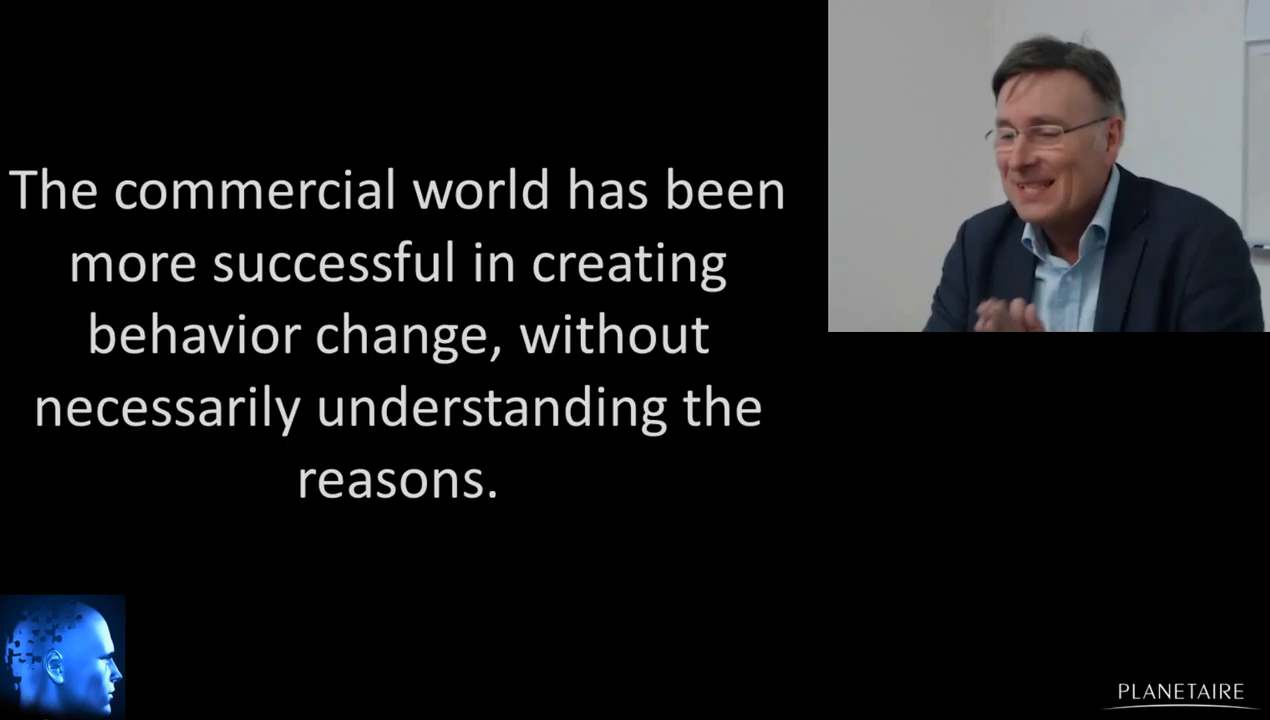 The commercial world has been
more successful in creating
behavior change, without
necessarily understanding the
reasons.
PLANETAIRE